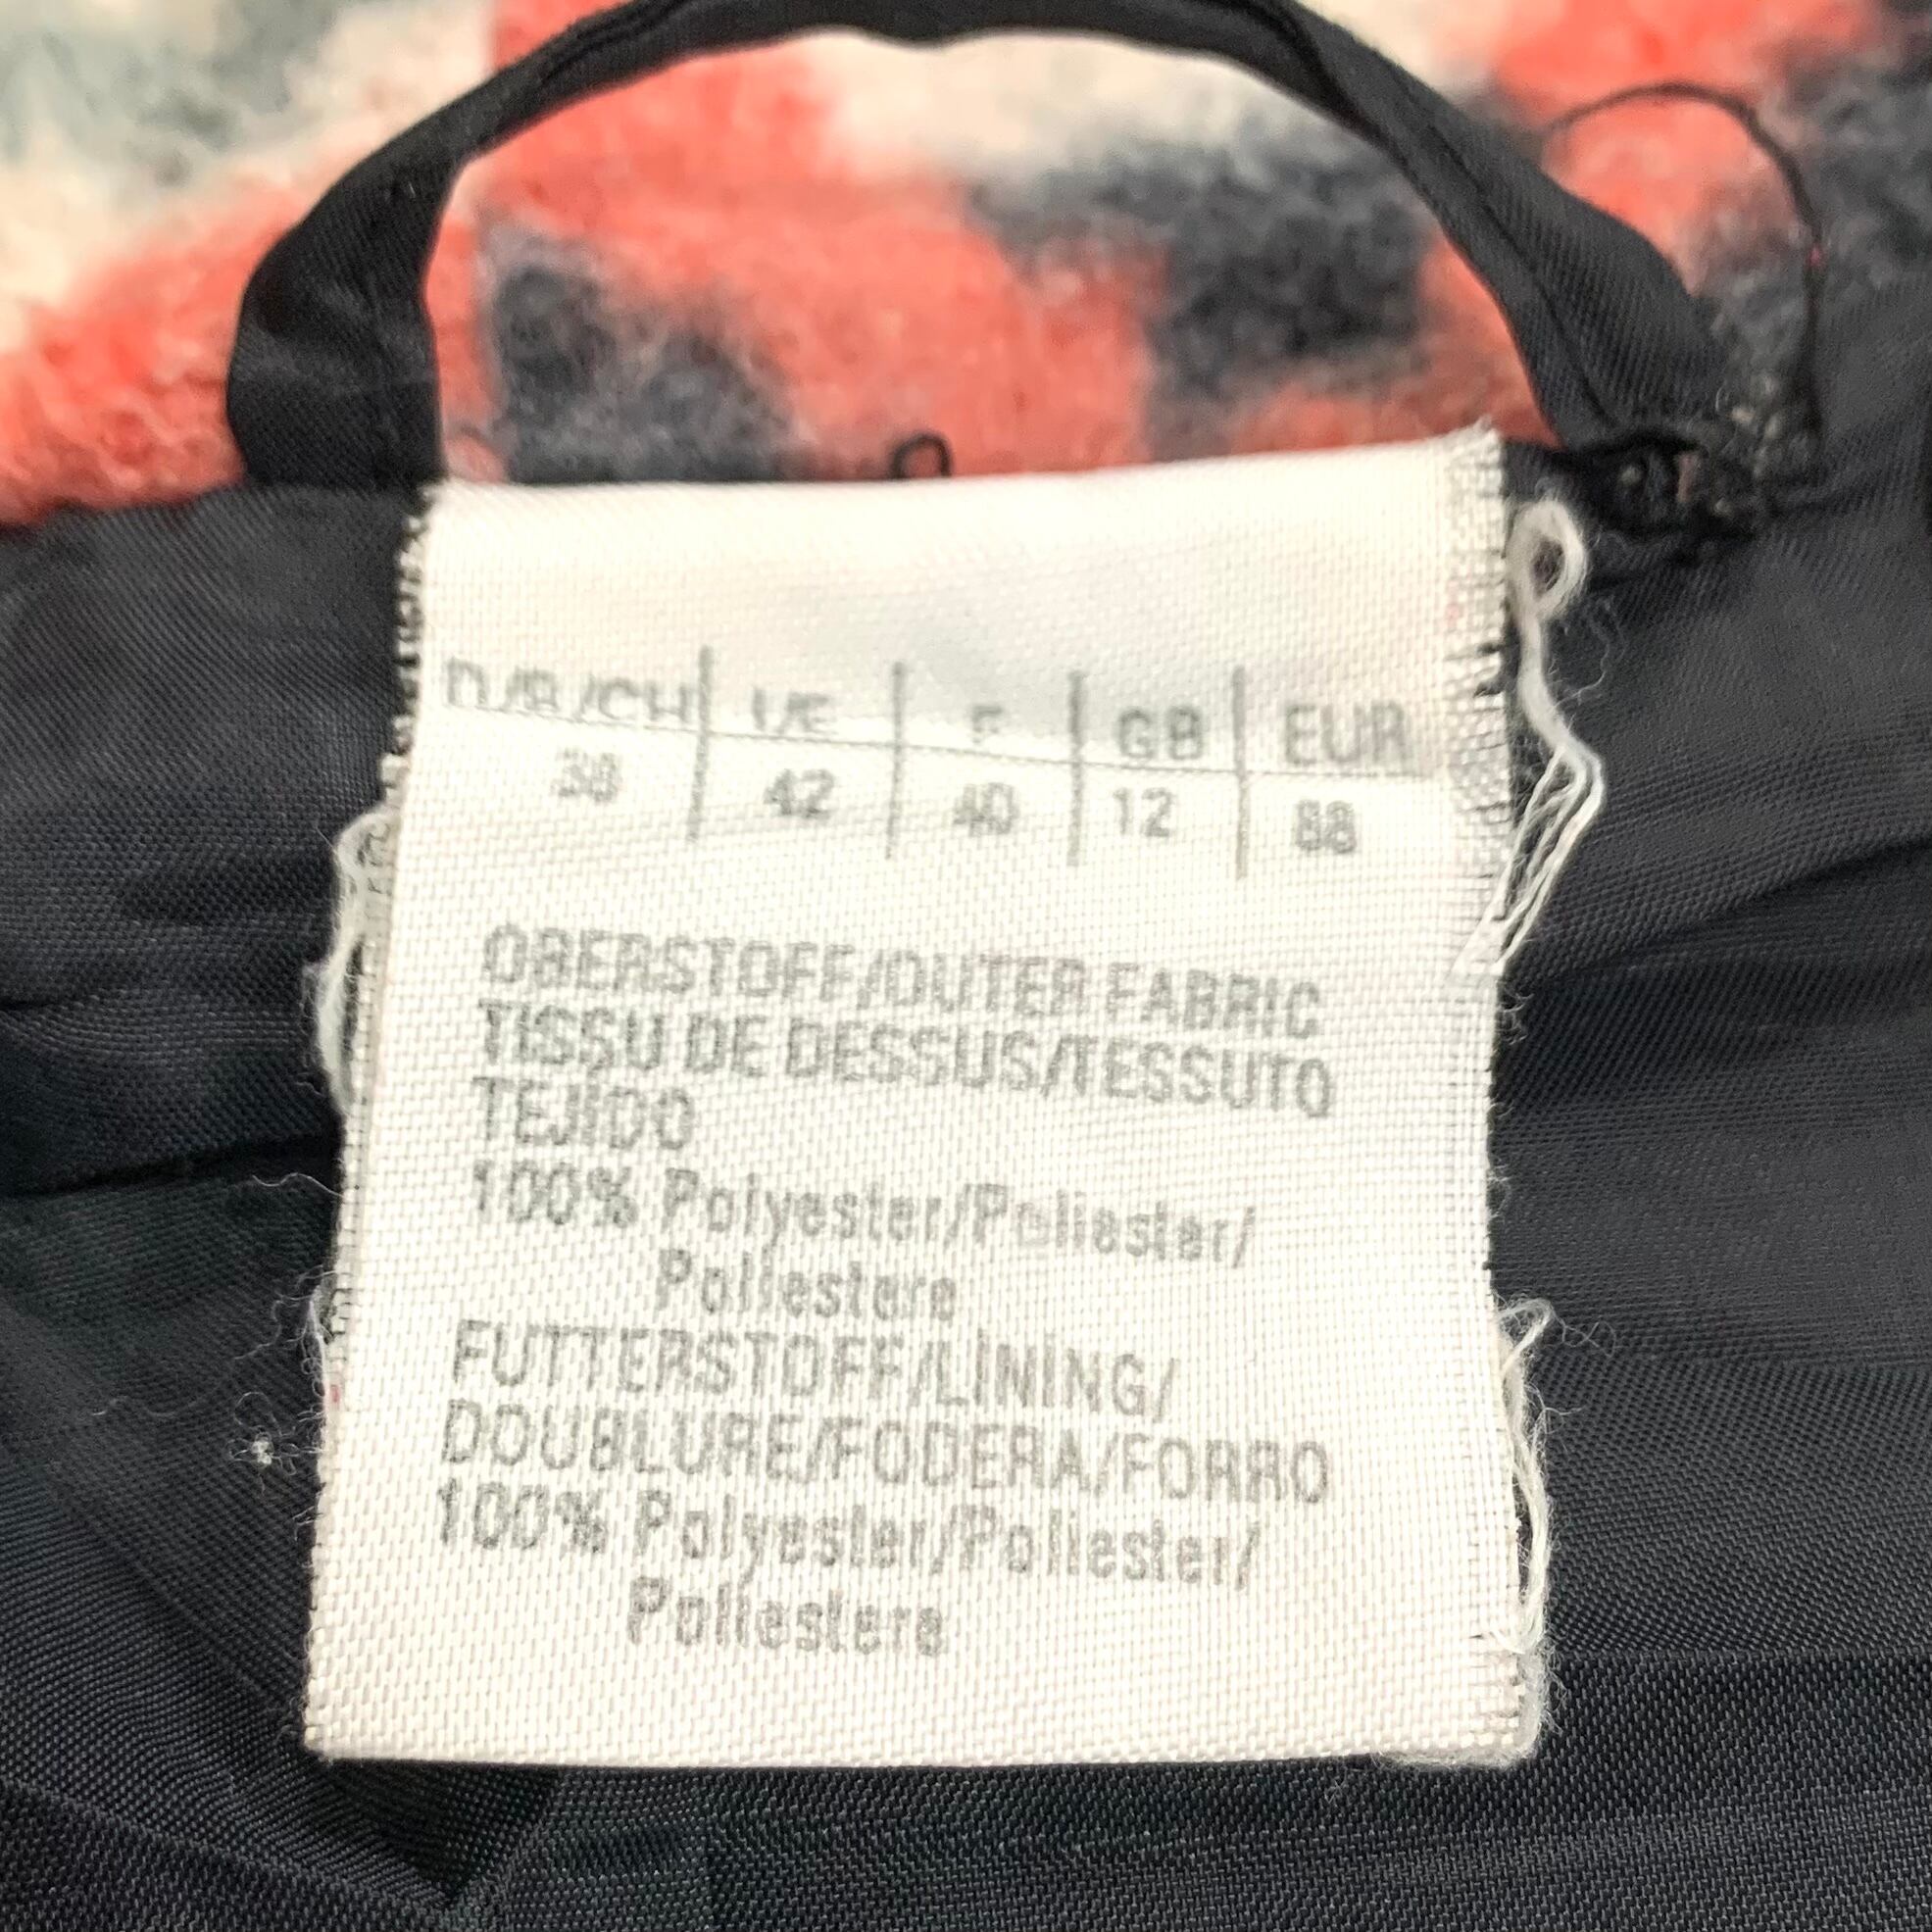 D/B/CH I/E F GB EUR
38 42 40 12 88
OBERSTOFF/OUTER FABRIC
TISSU DE DESSUS/TESSUTO
TEJIDO
100% Polyester/Poliester/
Poliestere
FUTTERSTOFF/LINING/
DOUBLURE/FODERA/FORRO
100% Polyester/Poliester/
Poliestere